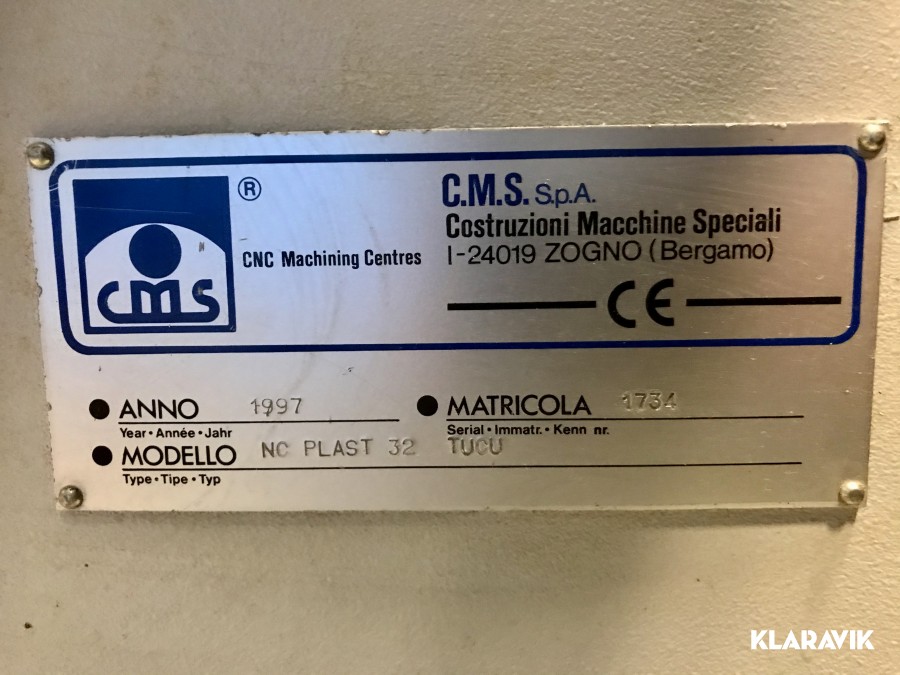 cms
®
CNC Machining Centres
C.M.S. S.p.A.
Costruzioni Macchine Speciali
I-24019 ZOGNO (Bergamo)
CE
ANNO 1997
Year • Année • Jahr
MATRICOLA 1734
Serial • Immatr. • Kenn nr.
MODELLO NC PLAST 32 TUCU
Type • Tipe • Typ
KLARAVIK